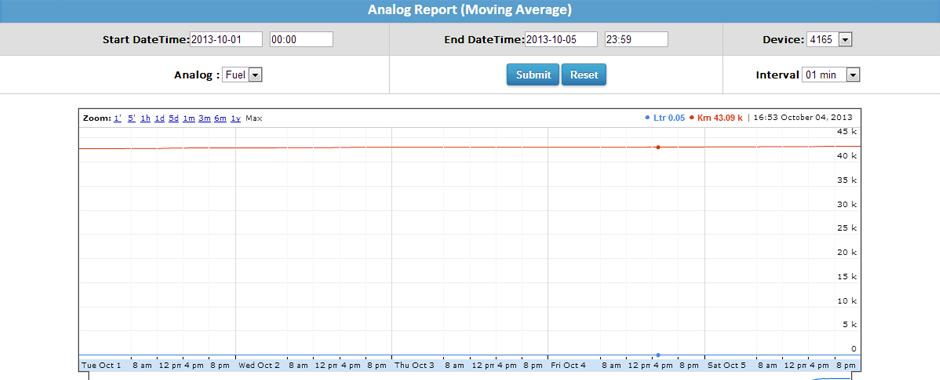 Analog Report (Moving Average)
Start DateTime: 2013-10-01 00:00 End DateTime: 2013-10-05 23:59 Device: 4165
Analog : Fuel Submit Reset Interval 01 min
Zoom: 1' 5' 1h 1d 5d 1m 3m 6m 1y Max Ltr 0.05 Km 43.09 k | 16:53 October 04, 2013
45 k
40 k
35 k
30 k
25 k
20 k
15 k
10 k
5 k
0
Tue Oct 1 8 am 12 pm 4 pm 8 pm Wed Oct 2 8 am 12 pm 4 pm 8 pm Thu Oct 3 8 am 12 pm 4 pm 8 pm Fri Oct 4 8 am 12 pm 4 pm 8 pm Sat Oct 5 8 am 12 pm 4 pm 8 pm